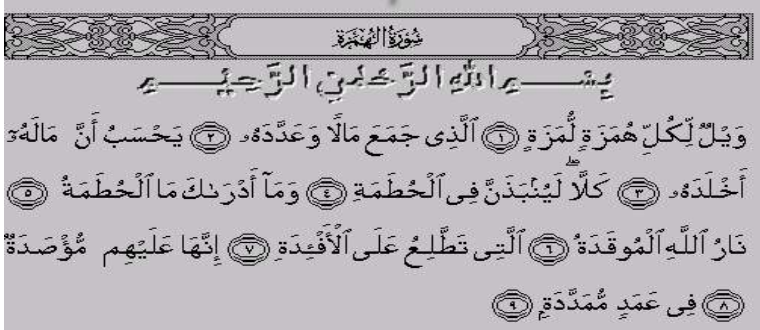 سُورَةُ الهُمَزَة
بِسْمِ اللهِ الرَّحْمَٰنِ الرَّحِيمِ
وَيْلٌ لِّكُلِّ هُمَزَةٍ لُّمَزَةٍ ١ ٱلَّذِى جَمَعَ مَالًا وَعَدَّدَهُۥ ٢ يَحْسَبُ أَنَّ مَالَهُۥٓ
أَخْلَدَهُۥ ٣ كَلَّا ۖ لَيُنۢبَذَنَّ فِى ٱلْحُطَمَةِ ٤ وَمَآ أَدْرَىٰكَ مَا ٱلْحُطَمَةُ ٥
نَارُ ٱللَّهِ ٱلْمُوقَدَةُ ٦ ٱلَّتِى تَطَّلِعُ عَلَى ٱلْأَفْـِٔدَةِ ٧ إِنَّهَا عَلَيْهِم مُّؤْصَدَةٌ
٨ فِى عَمَدٍ مُّمَدَّدَةٍۭ ٩